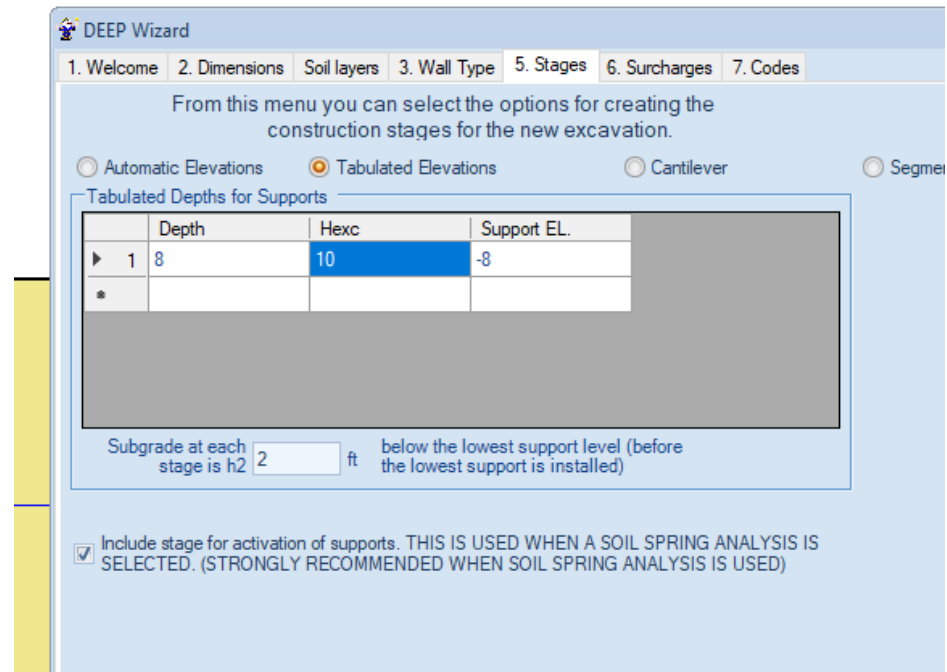 DEEP Wizard
1. Welcome 2. Dimensions Soil layers 3. Wall Type 5. Stages 6. Surcharges 7. Codes
From this menu you can select the options for creating the
construction stages for the new excavation.
Automatic Elevations Tabulated Elevations Cantilever Segmer
Tabulated Depths for Supports
Depth Hexc Support EL.
1 8 10 -8
*
Subgrade at each
stage is h2 2 ft
below the lowest support level (before
the lowest support is installed)
Include stage for activation of supports. THIS IS USED WHEN A SOIL SPRING ANALYSIS IS
SELECTED. (STRONGLY RECOMMENDED WHEN SOIL SPRING ANALYSIS IS USED)